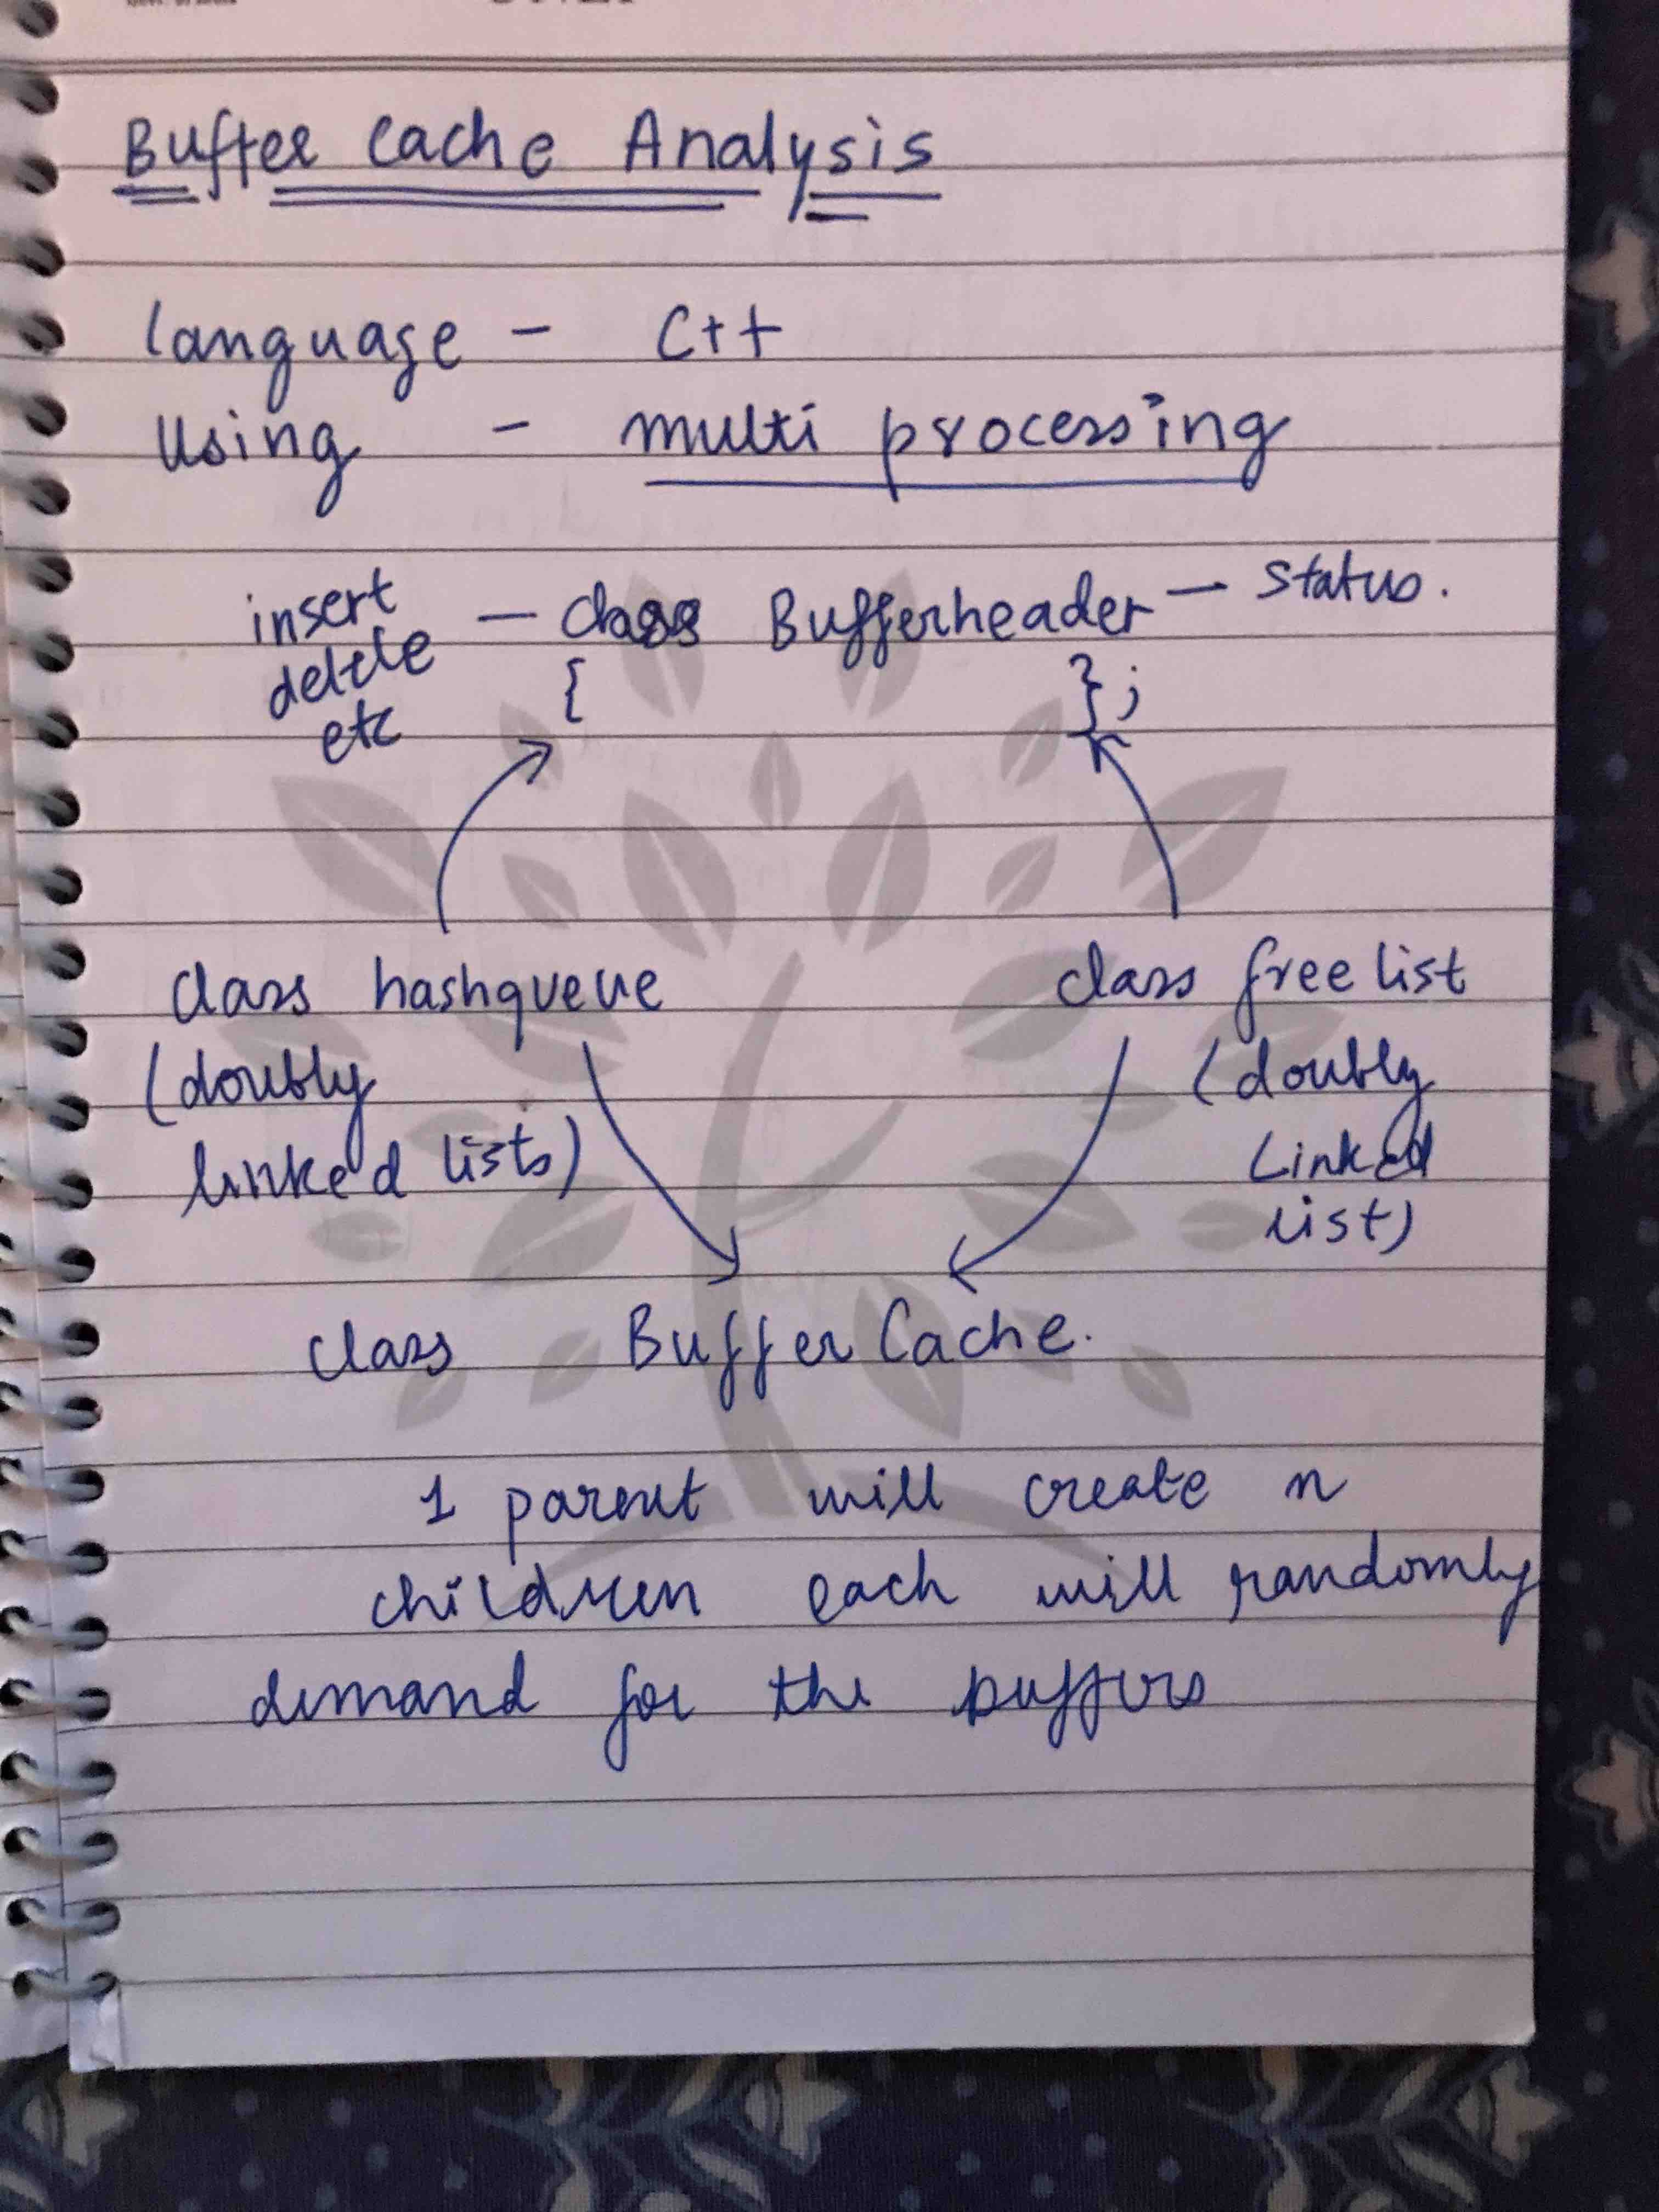 Buffer Cache Analysis
language - C++
Using - multi processing
insert - class Bufferheader - Status.
delete { };
etc
class hashqueue class free list
(doubly (doubly
linked lists) Linked
list)
class Buffer Cache.
1 parent will create n
children each will randomly
demand for the buffers